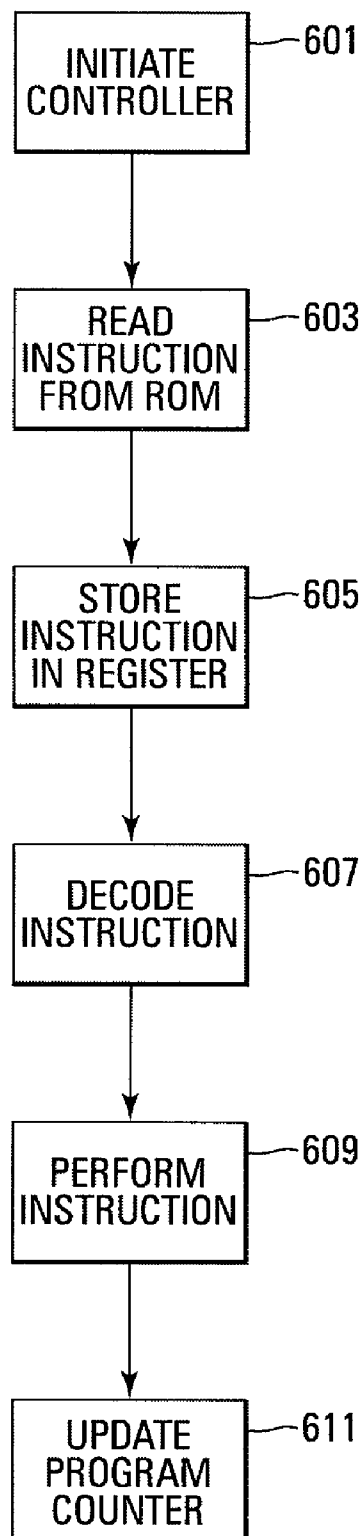 INITIATE
CONTROLLER
601
READ
INSTRUCTION
FROM ROM
603
STORE
INSTRUCTION
IN REGISTER
605
DECODE
INSTRUCTION
607
PERFORM
INSTRUCTION
609
UPDATE
PROGRAM
COUNTER
611